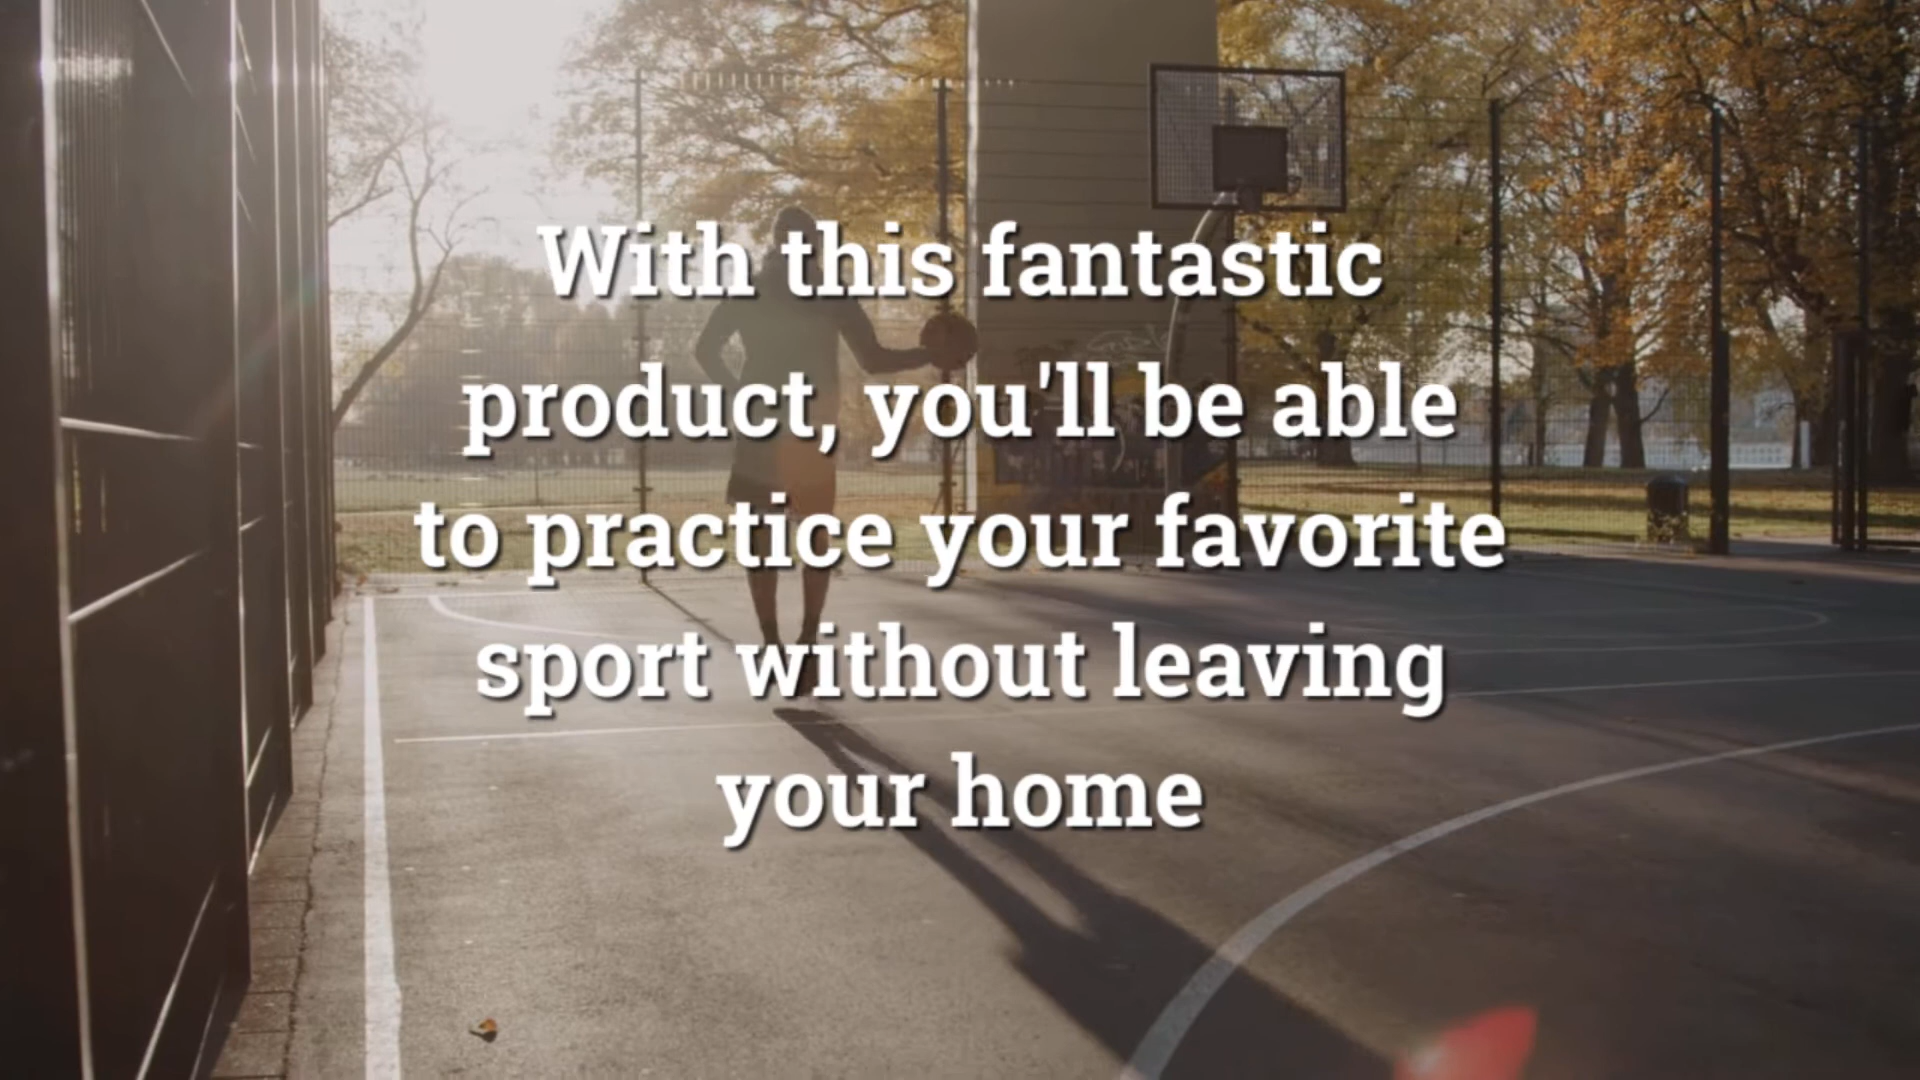 With this fantastic
product, you'll be able
to practice your favorite
sport without leaving
your home